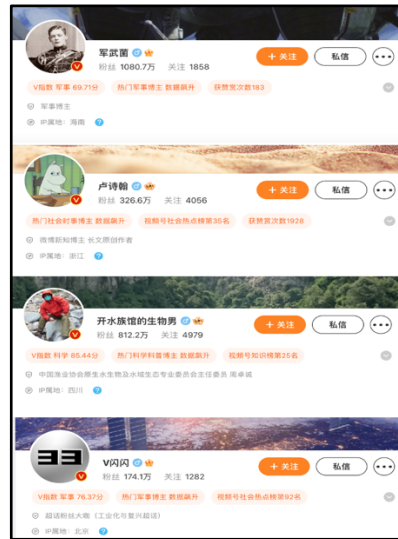 军武菌
粉丝 1080.7万 关注 1858
+ 关注
私信
V指数 军事 69.71分 热门军事博主 数据飙升 获赞赏次数183
军事博主
IP属地：海南
卢诗翰
粉丝 326.6万 关注 4056
+ 关注
私信
热门社会时事博主 数据飙升 视频号社会热点榜第35名 获赞赏次数1928
微博新知博主 长文原创作者
IP属地：浙江
开水族馆的生物男
粉丝 812.2万 关注 4979
+ 关注
私信
V指数 科学 85.44分 热门科学科普博主 数据飙升 视频号知识榜第25名
中国渔业协会原生水生物及水域生态专业委员会主任委员 周卓诚
IP属地：四川
33
V闪闪
粉丝 174.1万 关注 1282
+ 关注
私信
V指数 军事 76.37分 热门军事博主 数据飙升 视频号社会热点榜第92名
超话粉丝大咖（工业化与复兴超话）
IP属地：北京